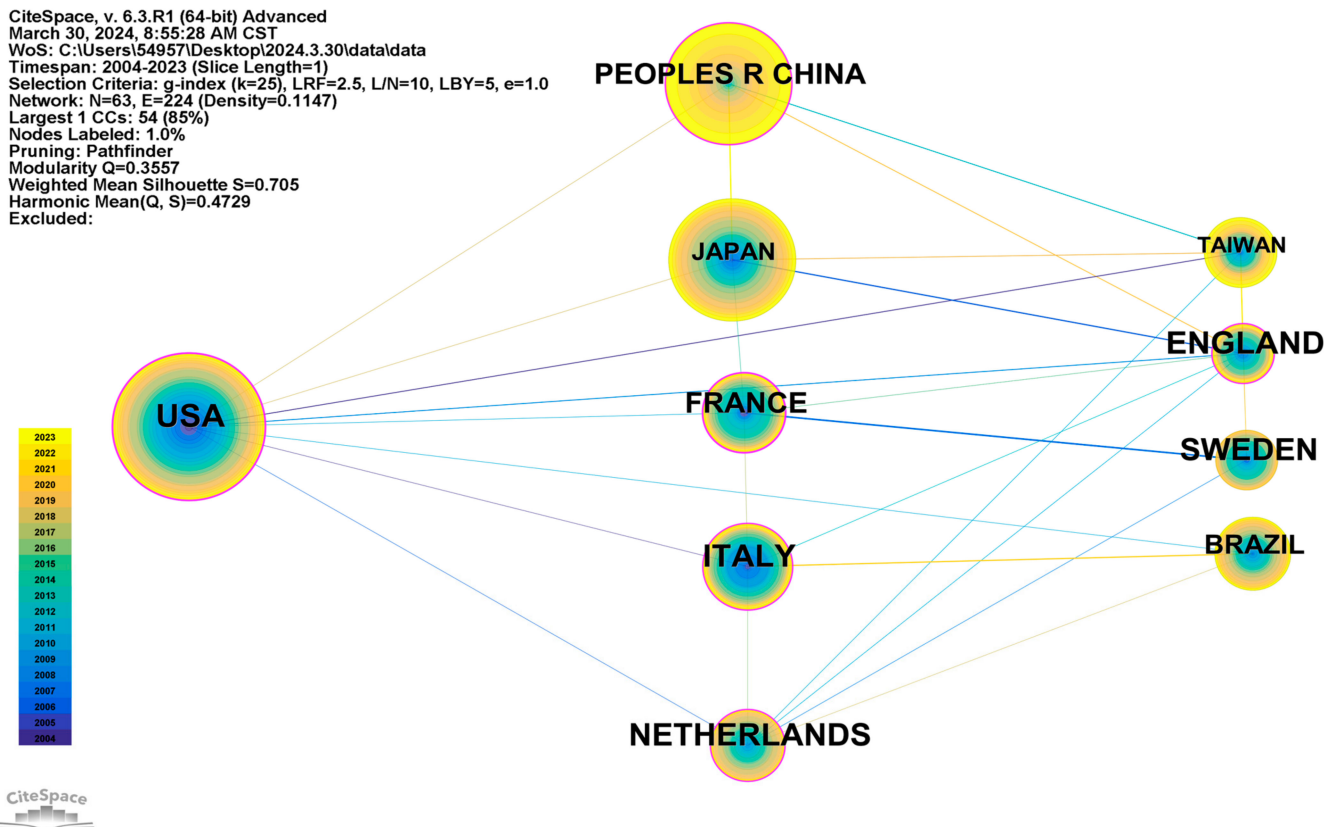 CiteSpace, v. 6.3.R1 (64-bit) Advanced
March 30, 2024, 8:55:28 AM CST
WoS: C:\Users\54957\Desktop\2024.3.30\data\data
Timespan: 2004-2023 (Slice Length=1)
Selection Criteria: g-index (k=25), LRF=2.5, L/N=10, LBY=5, e=1.0
Network: N=63, E=224 (Density=0.1147)
Largest 1 CCs: 54 (85%)
Nodes Labeled: 1.0%
Pruning: Pathfinder
Modularity Q=0.3557
Weighted Mean Silhouette S=0.705
Harmonic Mean(Q, S)=0.4729
Excluded:
PEOPLES R CHINA
JAPAN
TAIWAN
ENGLAND
FRANCE
USA
SWEDEN
BRAZIL
ITALY
NETHERLANDS
2023
2022
2021
2020
2019
2018
2017
2016
2015
2014
2013
2012
2011
2010
2009
2008
2007
2006
2005
2004
CiteSpace